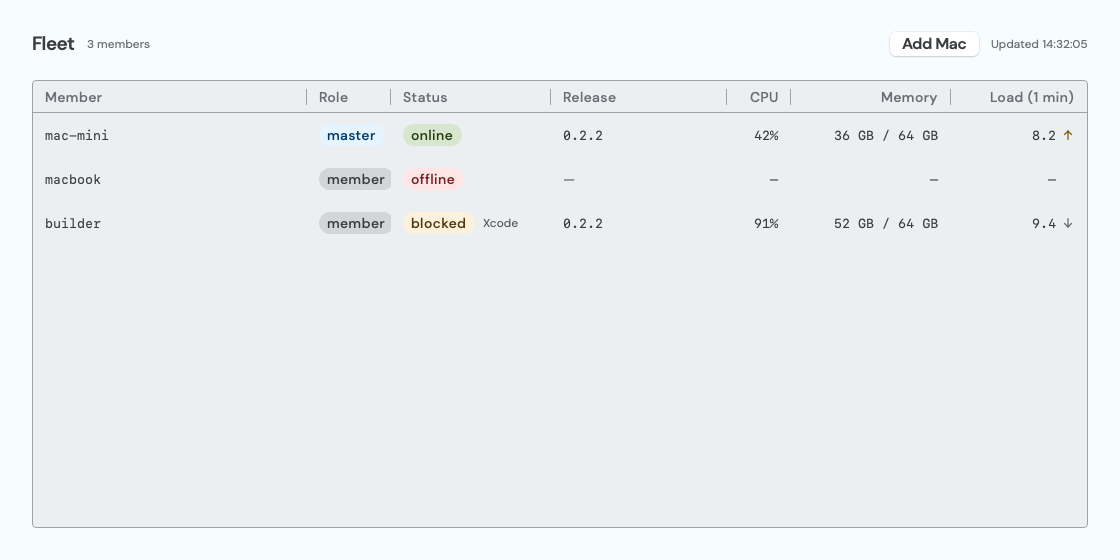 Fleet 3 members Add Mac Updated 14:32:05
Member Role Status Release CPU Memory Load (1 min)
mac-mini master online 0.2.2 42% 36 GB / 64 GB 8.2 ↑
macbook member offline — — — —
builder member blocked Xcode 0.2.2 91% 52 GB / 64 GB 9.4 ↓